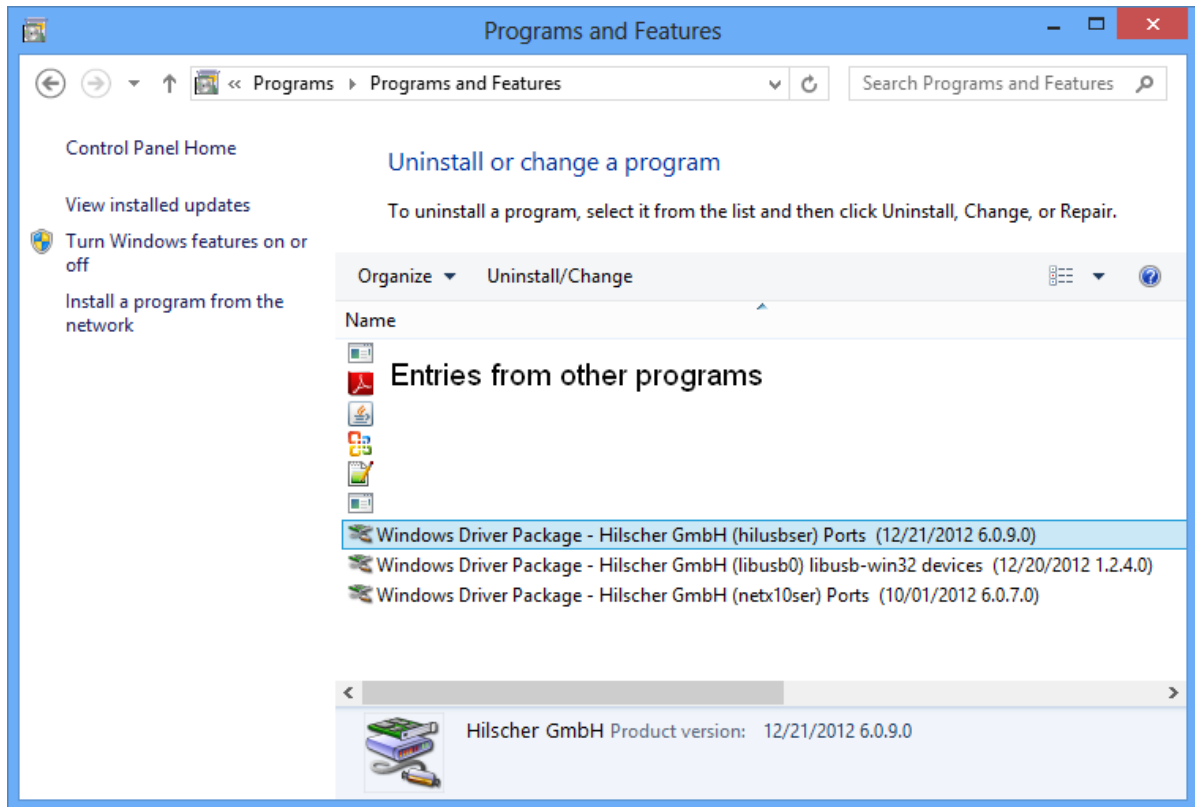 Programs and Features
« Programs Programs and Features
Search Programs and Features
Control Panel Home
View installed updates
Turn Windows features on or
off
Install a program from the
network
Uninstall or change a program
To uninstall a program, select it from the list and then click Uninstall, Change, or Repair.
Organize Uninstall/Change
Name
Entries from other programs
Windows Driver Package - Hilscher GmbH (hilusbser) Ports (12/21/2012 6.0.9.0)
Windows Driver Package - Hilscher GmbH (libusb0) libusb-win32 devices (12/20/2012 1.2.4.0)
Windows Driver Package - Hilscher GmbH (netx10ser) Ports (10/01/2012 6.0.7.0)
Hilscher GmbH Product version: 12/21/2012 6.0.9.0